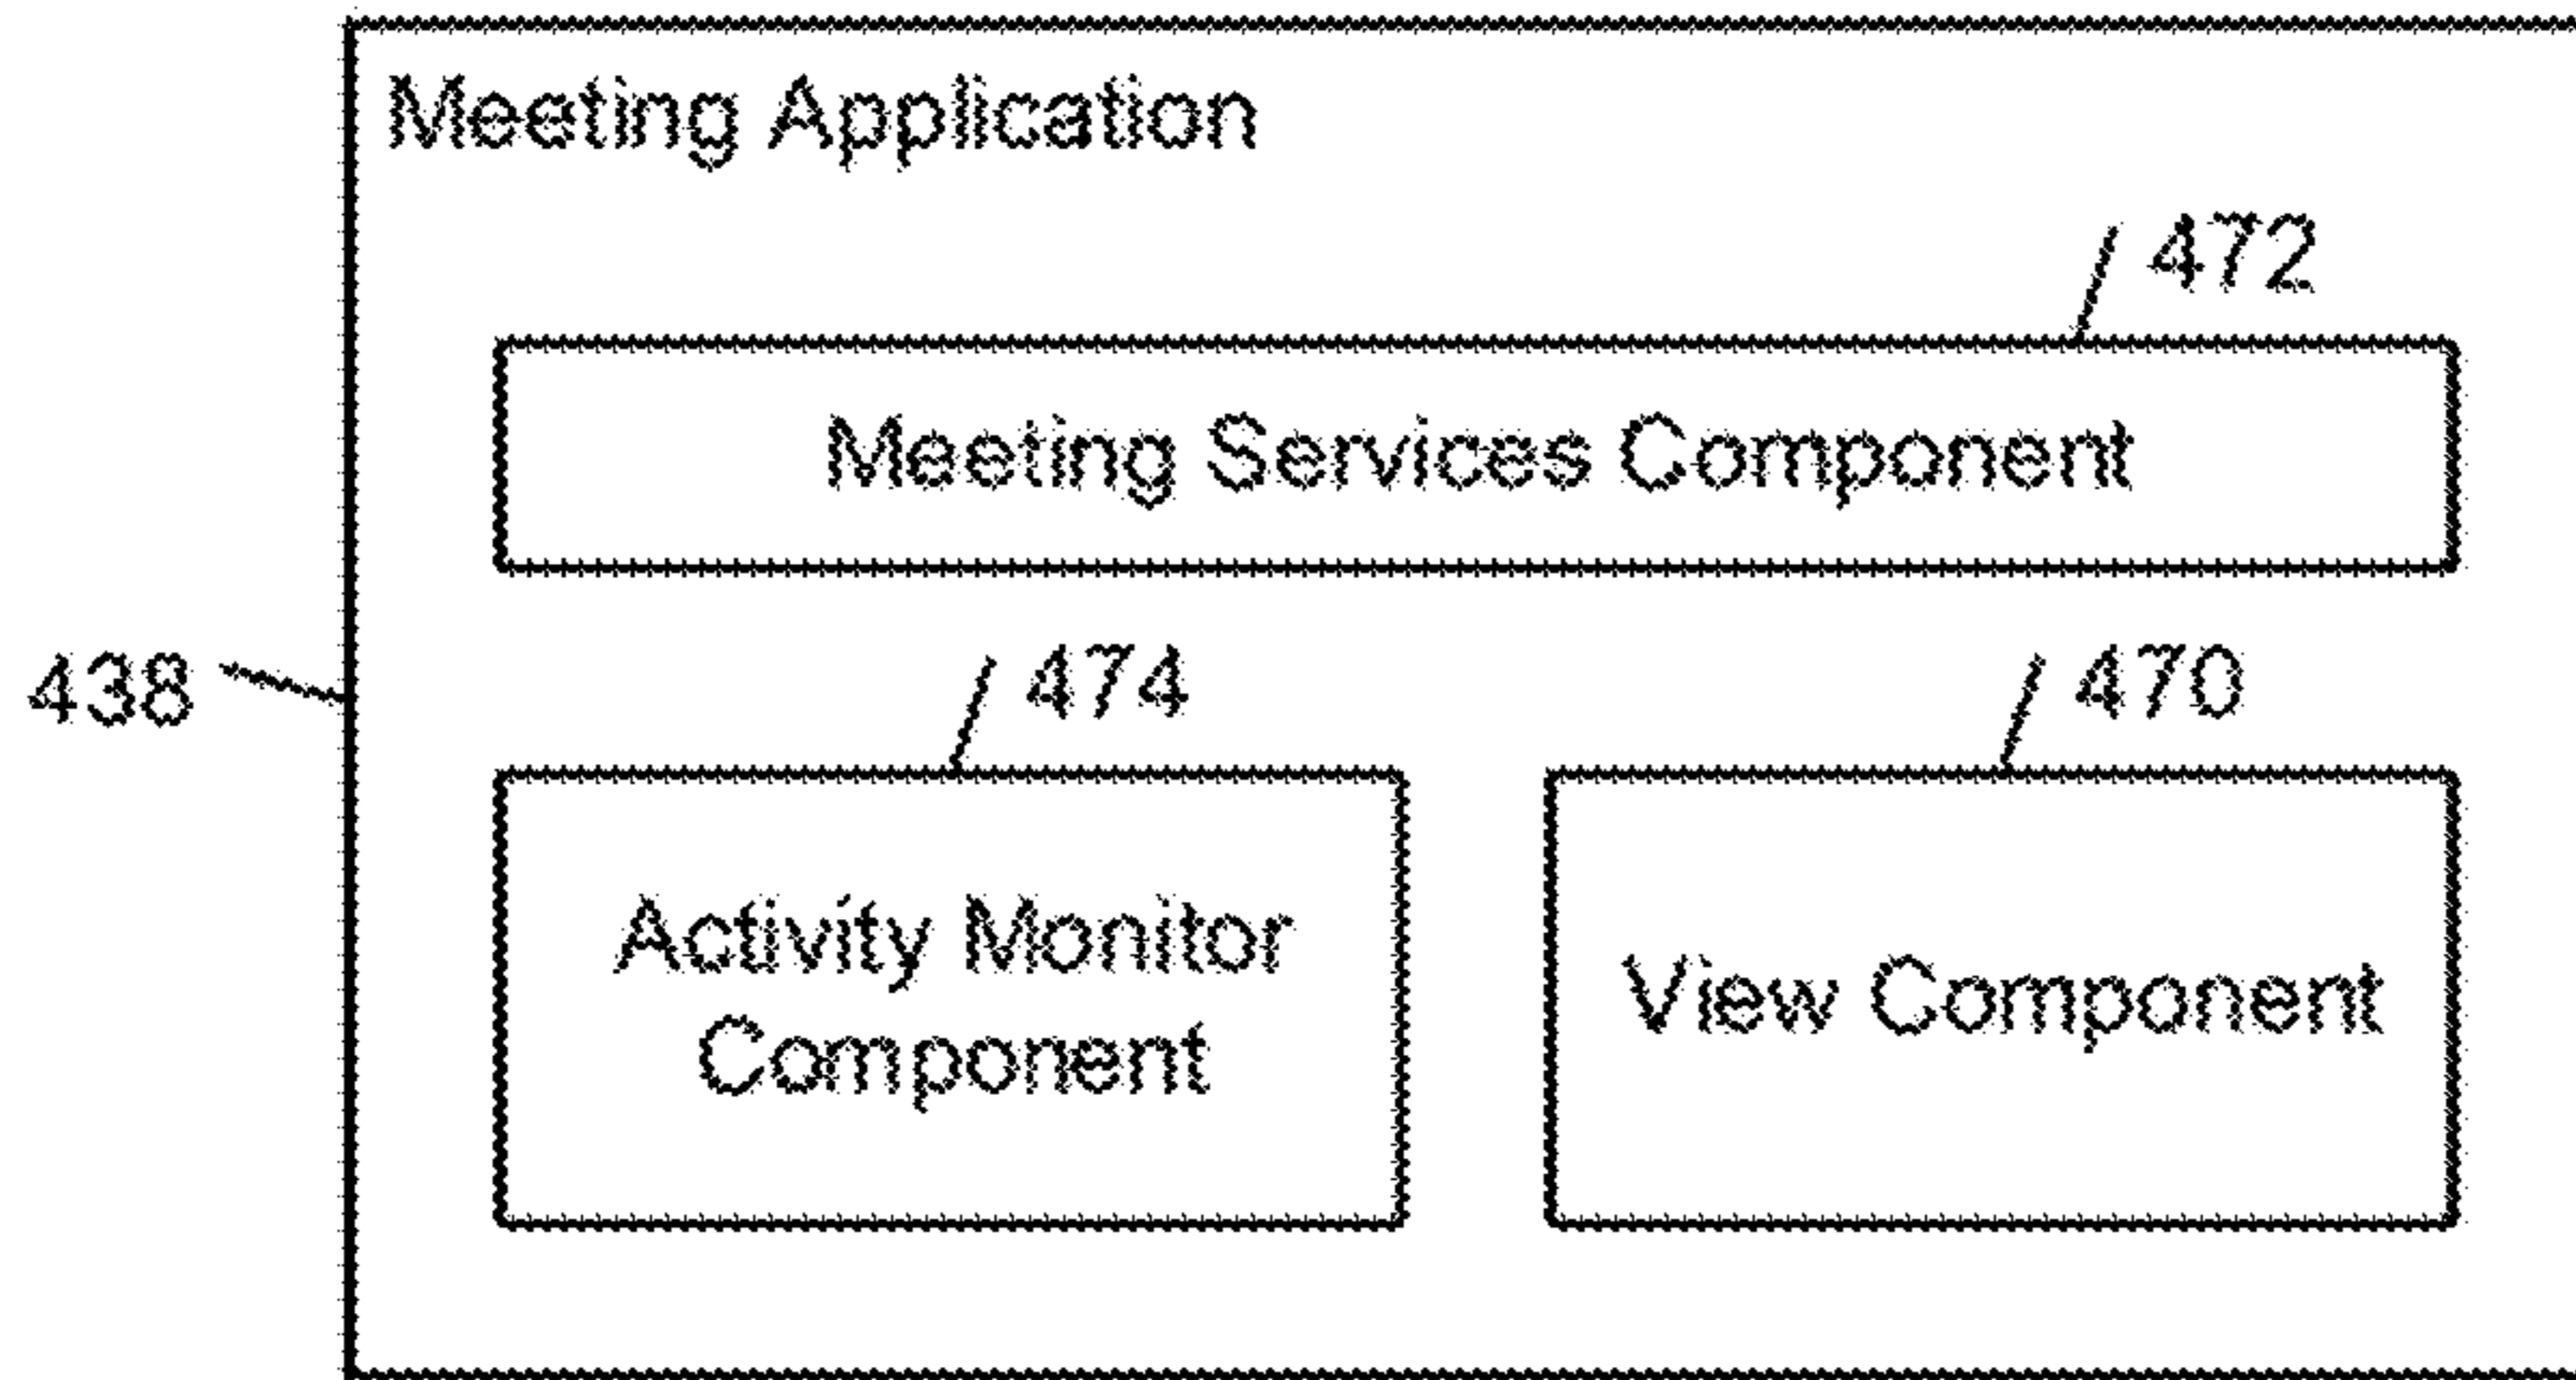 Meeting Application
472
Meeting Services Component
438
474
470
Activity Monitor
Component
View Component